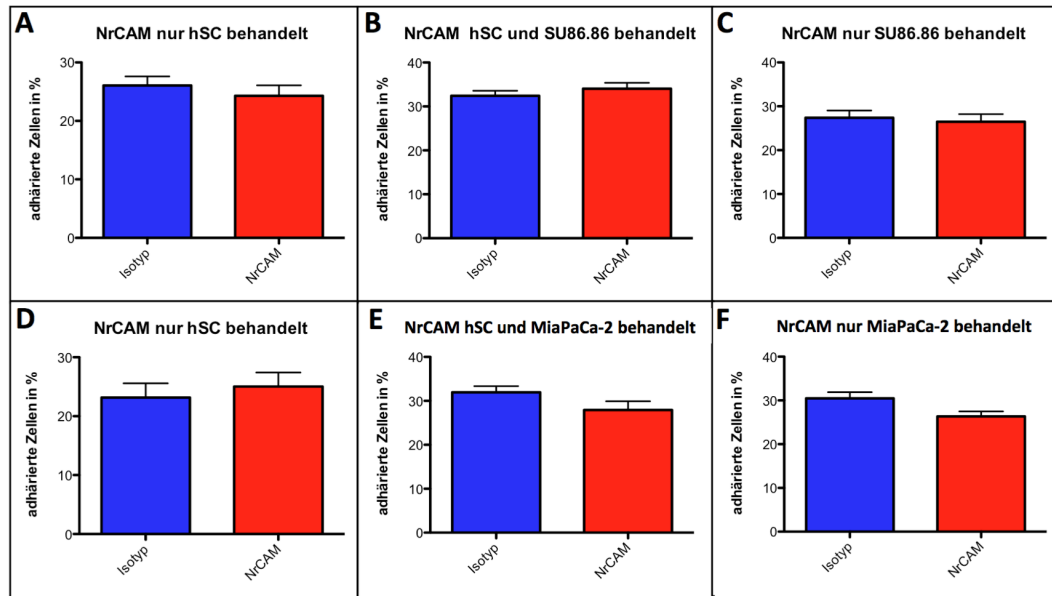 A
NrCAM nur hSC behandelt
adhärierte Zellen in %
30
20
10
0
Isotyp
NrCAM
B
NrCAM hSC und SU86.86 behandelt
adhärierte Zellen in %
40
30
20
10
0
Isotyp
NrCAM
C
NrCAM nur SU86.86 behandelt
adhärierte Zellen in %
40
30
20
10
0
Isotyp
NrCAM
D
NrCAM nur hSC behandelt
adhärierte Zellen in %
30
20
10
0
Isotyp
NrCAM
E
NrCAM hSC und MiaPaCa-2 behandelt
adhärierte Zellen in %
40
30
20
10
0
Isotyp
NrCAM
F
NrCAM nur MiaPaCa-2 behandelt
adhärierte Zellen in %
40
30
20
10
0
Isotyp
NrCAM